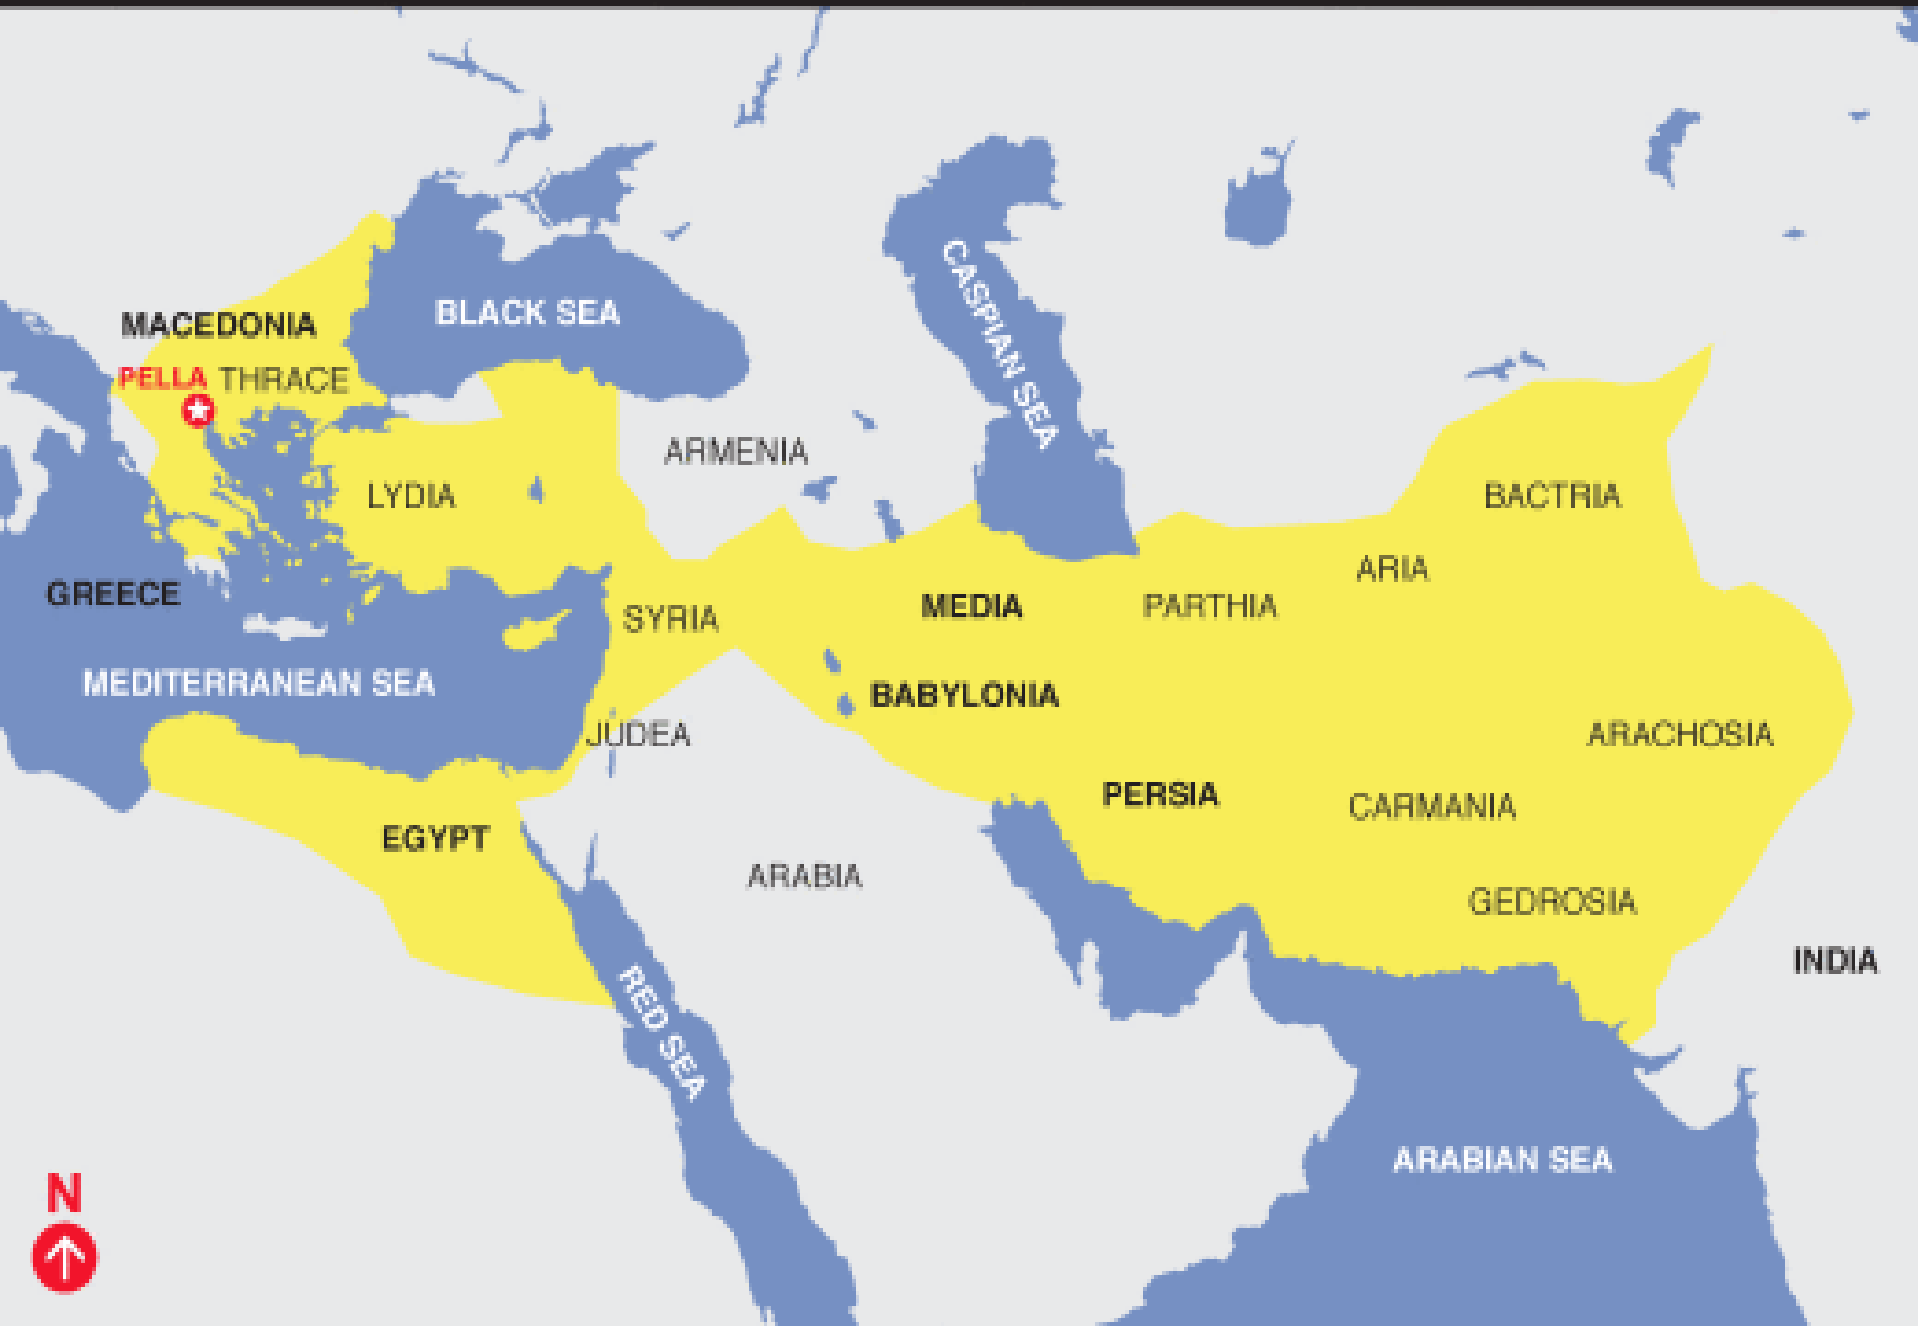 CASPIAN SEA
BLACK SEA
MACEDONIA
PELLA
THRACE
ARMENIA
LYDIA
BACTRIA
ARIA
GREECE
SYRIA
MEDIA
PARTHIA
MEDITERRANEAN SEA
BABYLONIA
JUDEA
ARACHOSIA
PERSIA
CARMANIA
EGYPT
ARABIA
GEDROSIA
INDIA
RED SEA
ARABIAN SEA
N